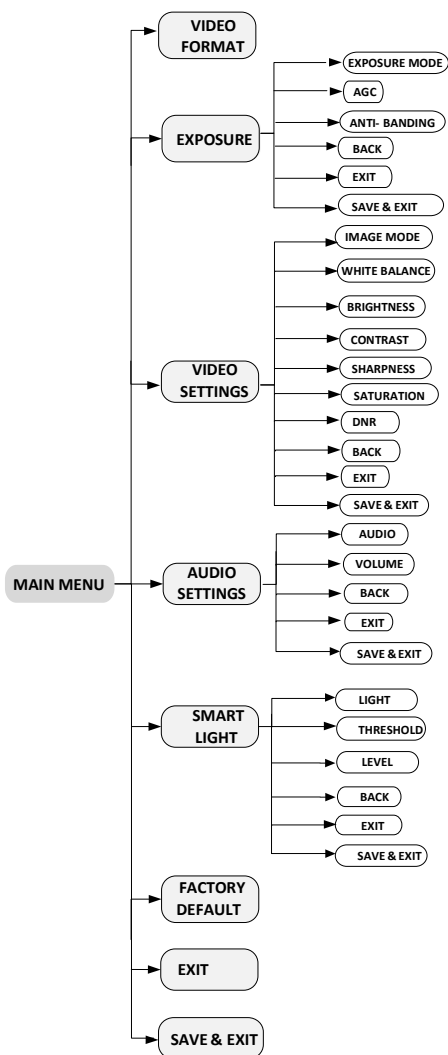 VIDEO
FORMAT
EXPOSURE
EXPOSURE MODE
AGC
ANTI- BANDING
BACK
EXIT
SAVE & EXIT
VIDEO
SETTINGS
IMAGE MODE
WHITE BALANCE
BRIGHTNESS
CONTRAST
SHARPNESS
SATURATION
DNR
BACK
EXIT
SAVE & EXIT
MAIN MENU
AUDIO
SETTINGS
AUDIO
VOLUME
BACK
EXIT
SAVE & EXIT
SMART
LIGHT
LIGHT
THRESHOLD
LEVEL
BACK
EXIT
SAVE & EXIT
FACTORY
DEFAULT
EXIT
SAVE & EXIT